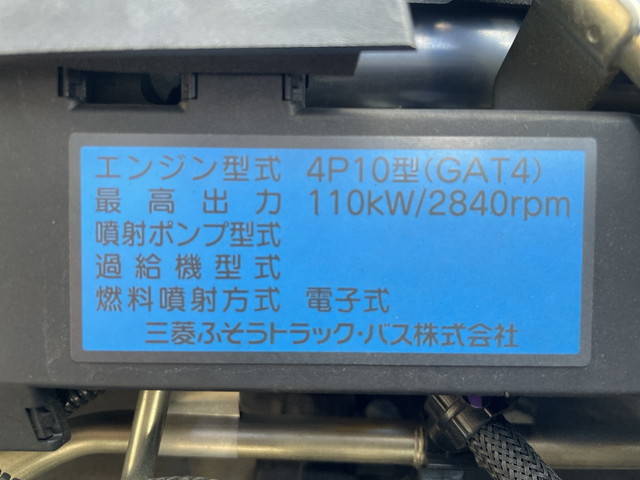 エンジン型式 4P10型(GAT4)
最高出力 110kW/2840rpm
噴射ポンプ型式
過給機型式
燃料噴射方式 電子式
三菱ふそうトラック・バス株式会社